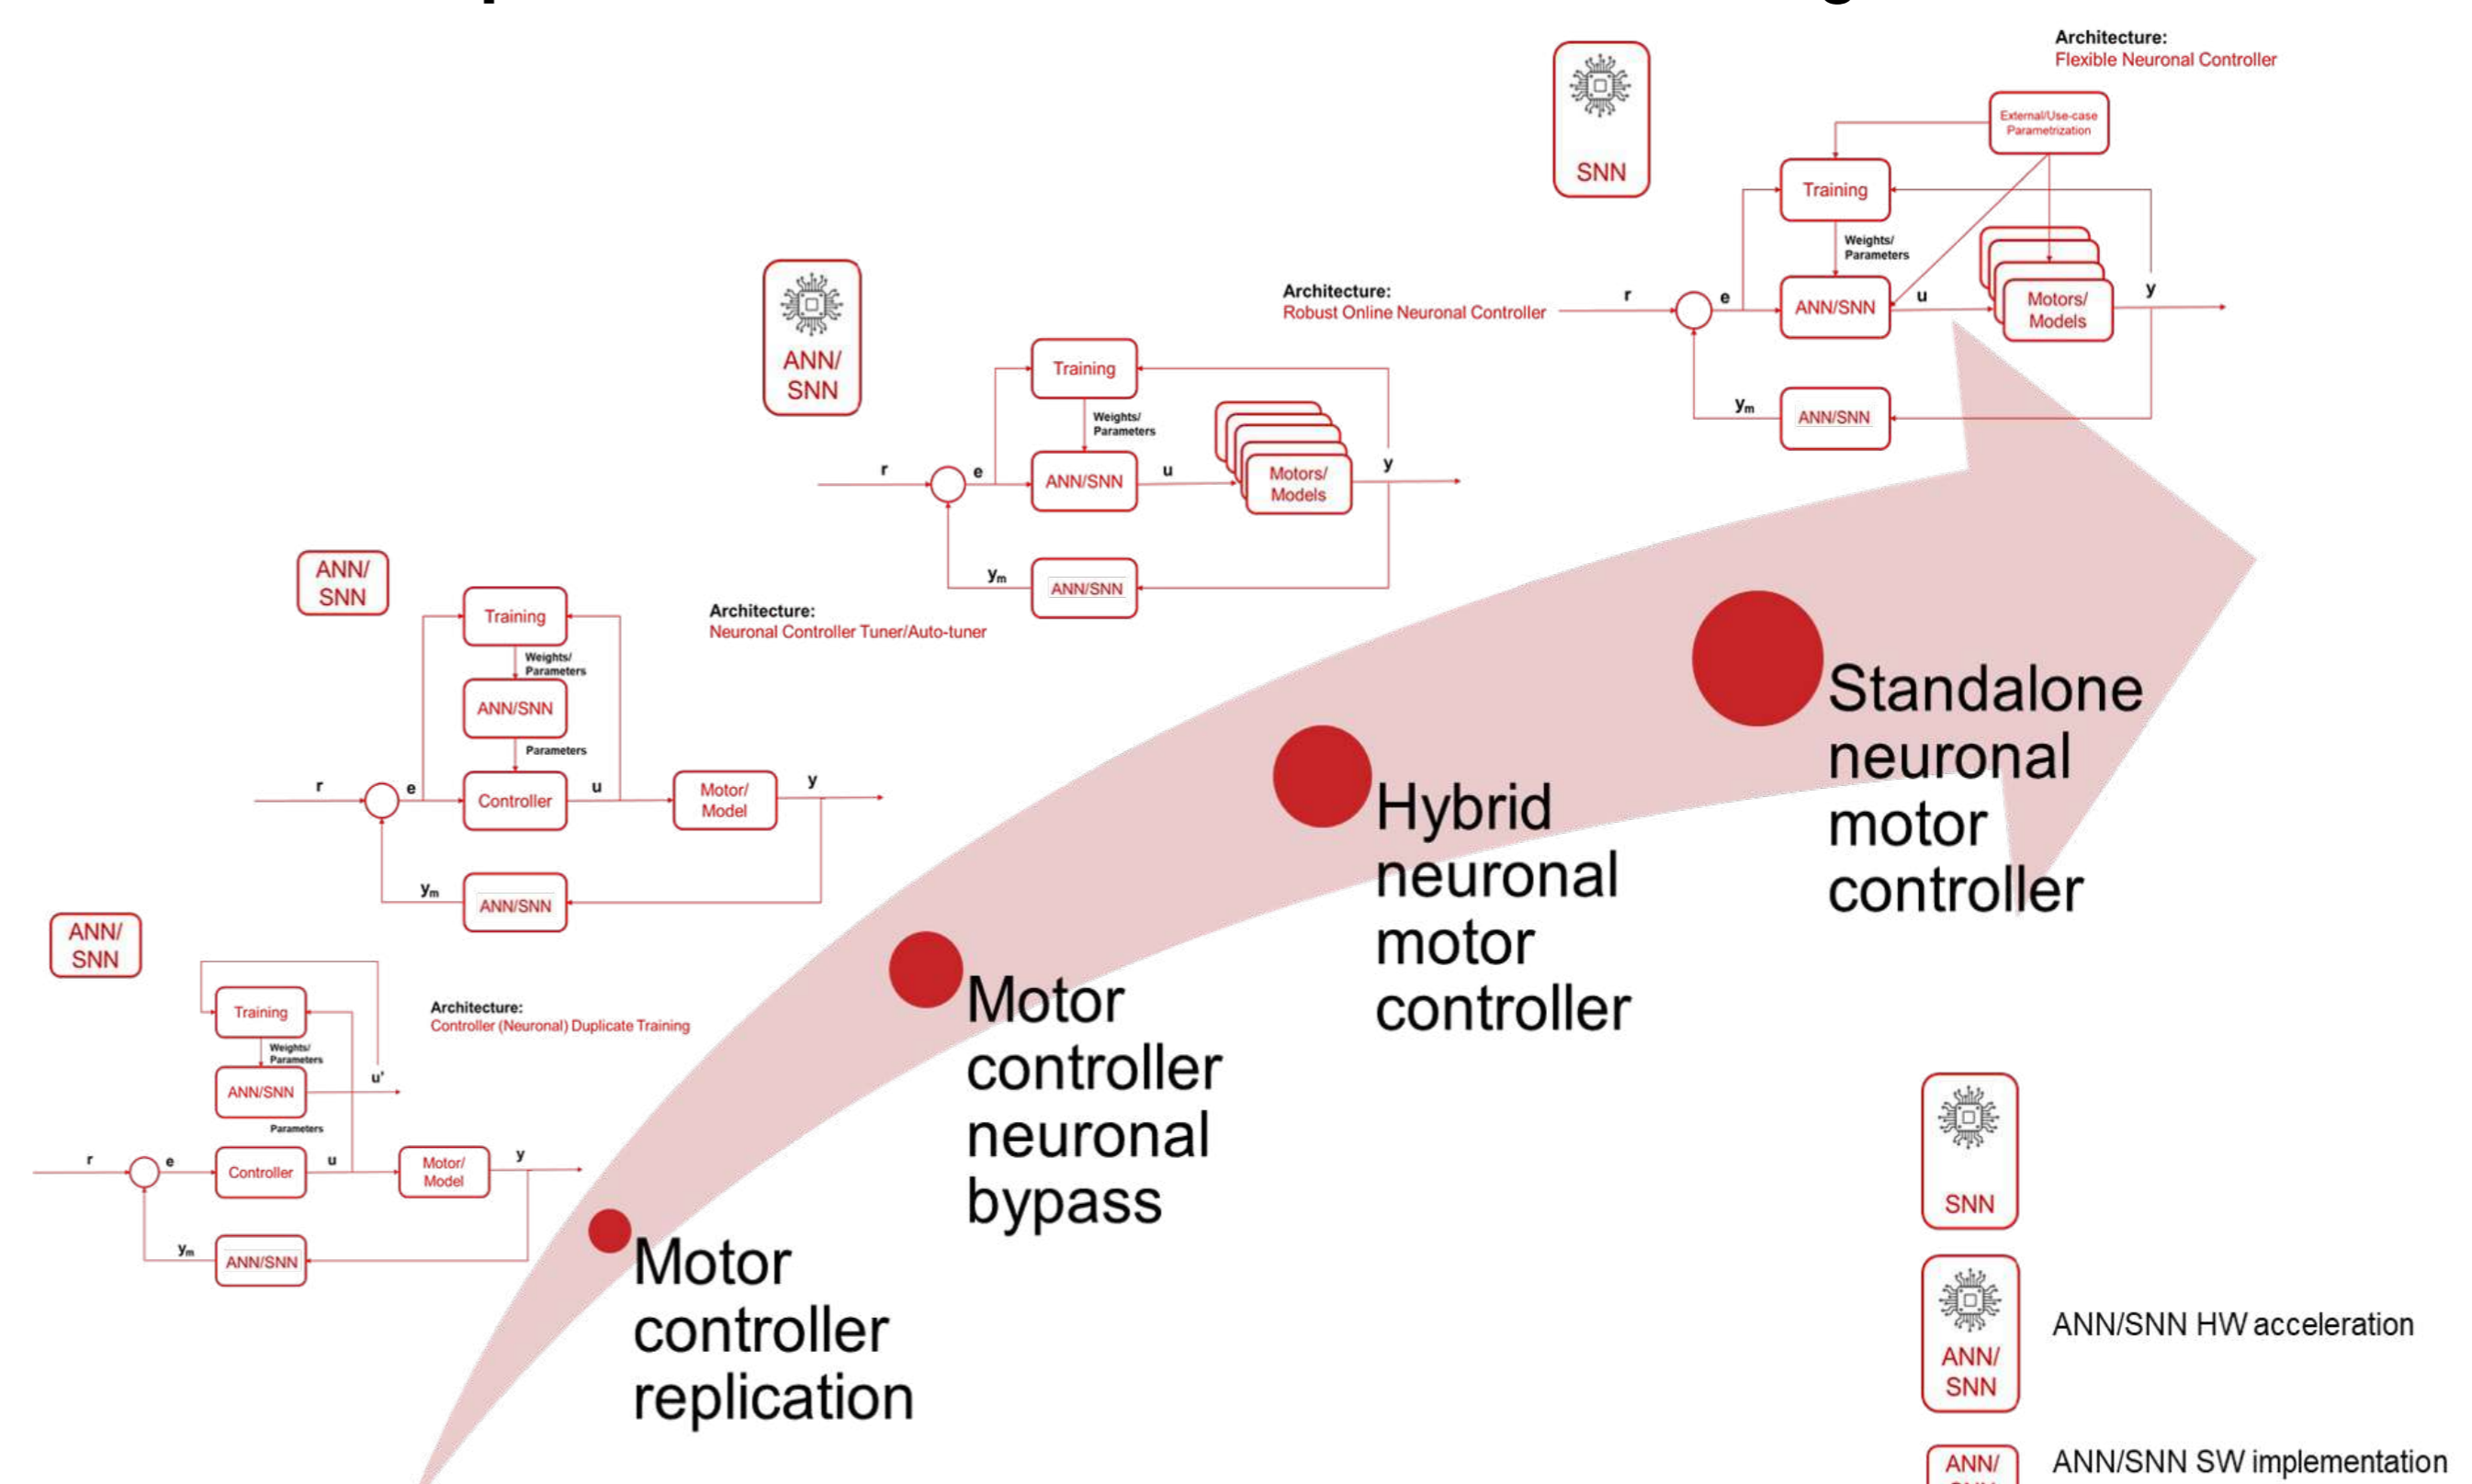 Architecture:
Flexible Neuronal Controller
SNN
External/Use-case
Parametrization
Training
Weights/
Parameters
r
e
ANN/SNN
u
Motors/
Models
y
ym
ANN/SNN
ANN/
SNN
Architecture:
Robust Online Neuronal Controller
Training
Weights/
Parameters
r
e
ANN/SNN
u
Motors/
Models
y
ym
ANN/SNN
ANN/
SNN
Architecture:
Neuronal Controller Tuner/Auto-tuner
Training
Weights/
Parameters
ANN/SNN
Parameters
r
e
Controller
u
Motor/
Model
y
ym
ANN/SNN
ANN/
SNN
Architecture:
Controller (Neuronal) Duplicate Training
Training
Weights/
Parameters
ANN/SNN
u'
Parameters
r
e
Controller
u
Motor/
Model
y
ym
ANN/SNN
Motor
controller
replication
Motor
controller
neuronal
bypass
Hybrid
neuronal
motor
controller
Standalone
neuronal
motor
controller
SNN
ANN/
SNN
ANN/SNN HW acceleration
ANN/
ANN/SNN SW implementation